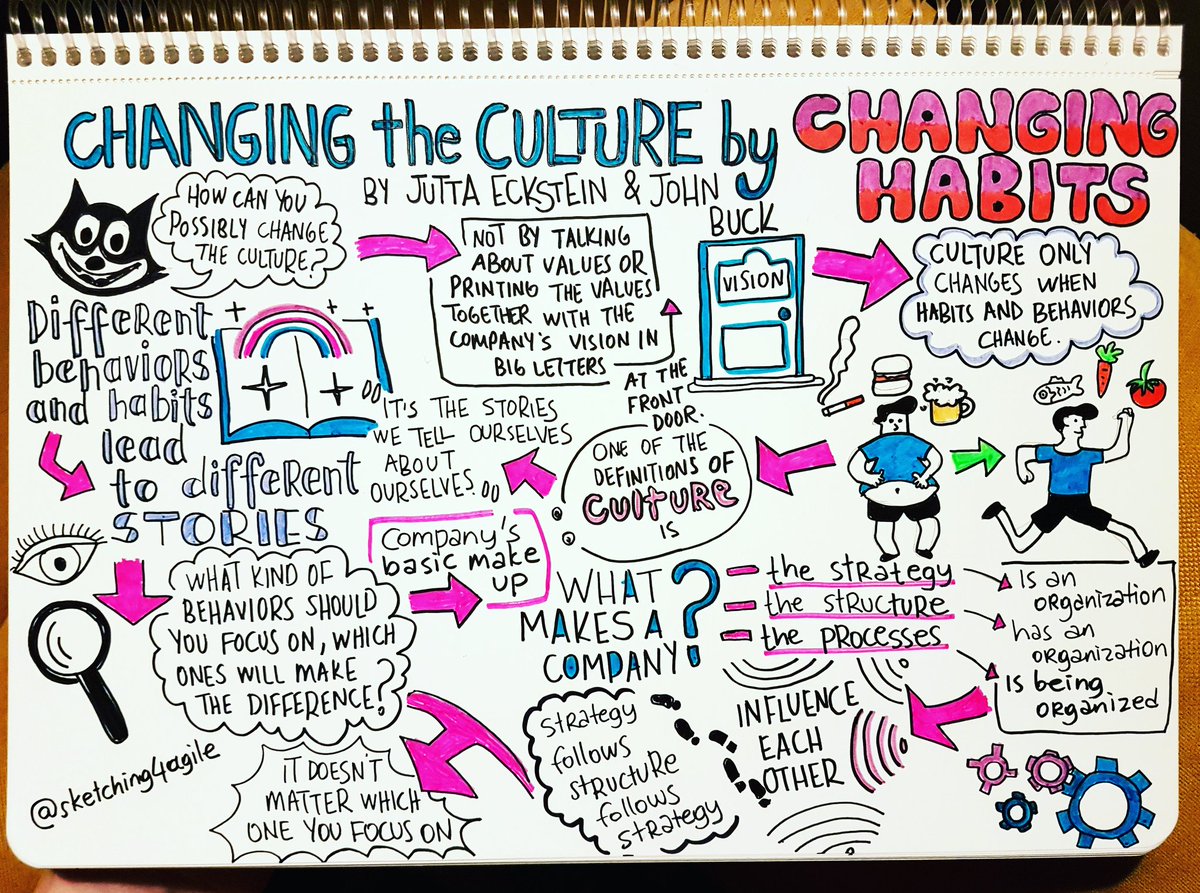 CHANGING the CULTURE by
CHANGING
HABITS
BY JUTTA ECKSTEIN & JOHN
BUCK
HOW CAN YOU
POSSIBLY CHANGE
THE CULTURE?
NOT BY TALKING
ABOUT VALUES OR
PRINTING THE VALUES
TOGETHER WITH THE
COMPANY'S VISION IN
BIG LETTERS
AT THE
FRONT
DOOR.
VISION
CULTURE ONLY
CHANGES WHEN
HABITS AND BEHAVIORS
CHANGE.
ONE OF THE
DEFINITIONS OF
CULTURE
IS
IT'S THE STORIES
WE TELL OURSELVES
ABOUT
OURSELVES.
Different
behaviors
and habits
lead
to different
STORIES
WHAT KIND OF
BEHAVIORS SHOULD
YOU FOCUS ON, WHICH
ONES WILL MAKE
THE DIFFERENCE?
Company's
basic make
up
WHAT
MAKES A
COMPANY?
- the STRATEGY
- the STRUCTURE
- the PROCESSES
IS an
organization
has an
organization
IS being
organized
INFLUENCE
EACH
OTHER
STRATEGY
follows
STRUCTURE
follows
STRATEGY
IT DOESN'T
MATTER WHICH
ONE YOU FOCUS ON
@sketching4agile